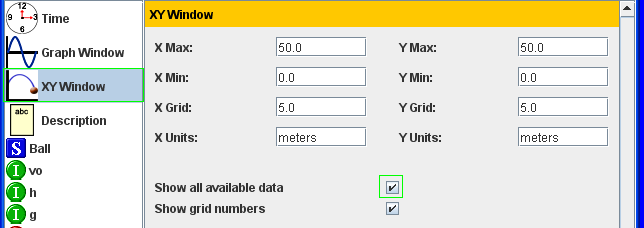 12
9 3
6
Time
Graph Window
XY Window
abc
Description
S Ball
I vo
I h
I g
XY Window
X Max: 50.0 Y Max: 50.0
X Min: 0.0 Y Min: 0.0
X Grid: 5.0 Y Grid: 5.0
X Units: meters Y Units: meters
Show all available data
Show grid numbers